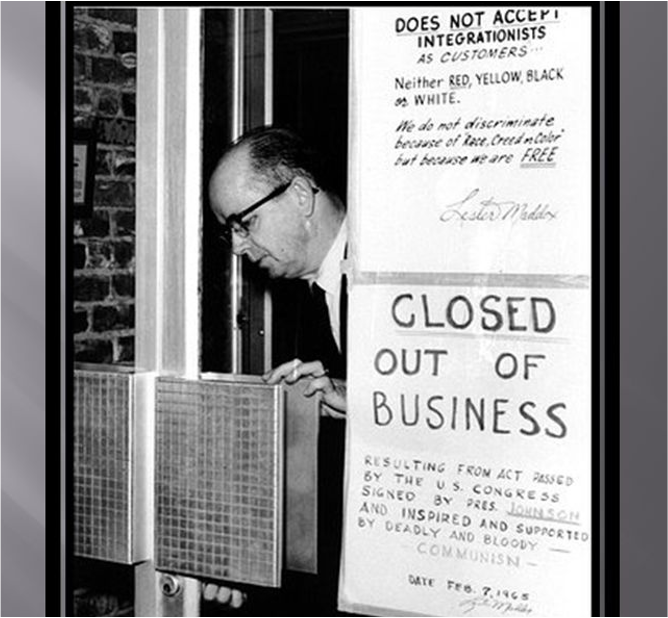 DOES NOT ACCEPT
INTEGRATIONISTS
AS CUSTOMERS...
Neither RED, YELLOW, BLACK
or WHITE.
We do not discriminate
because of "Race, Creed or Color"
but because we are FREE
Lester Maddox
CLOSED
OUT OF
BUSINESS
RESULTING FROM ACT PASSED
BY THE U.S. CONGRESS
SIGNED BY PRES. JOHNSON
AND INSPIRED AND SUPPORTED
BY DEADLY AND BLOODY —
- COMMUNISM -
DATE FEB. 7, 1965
Lester Maddox